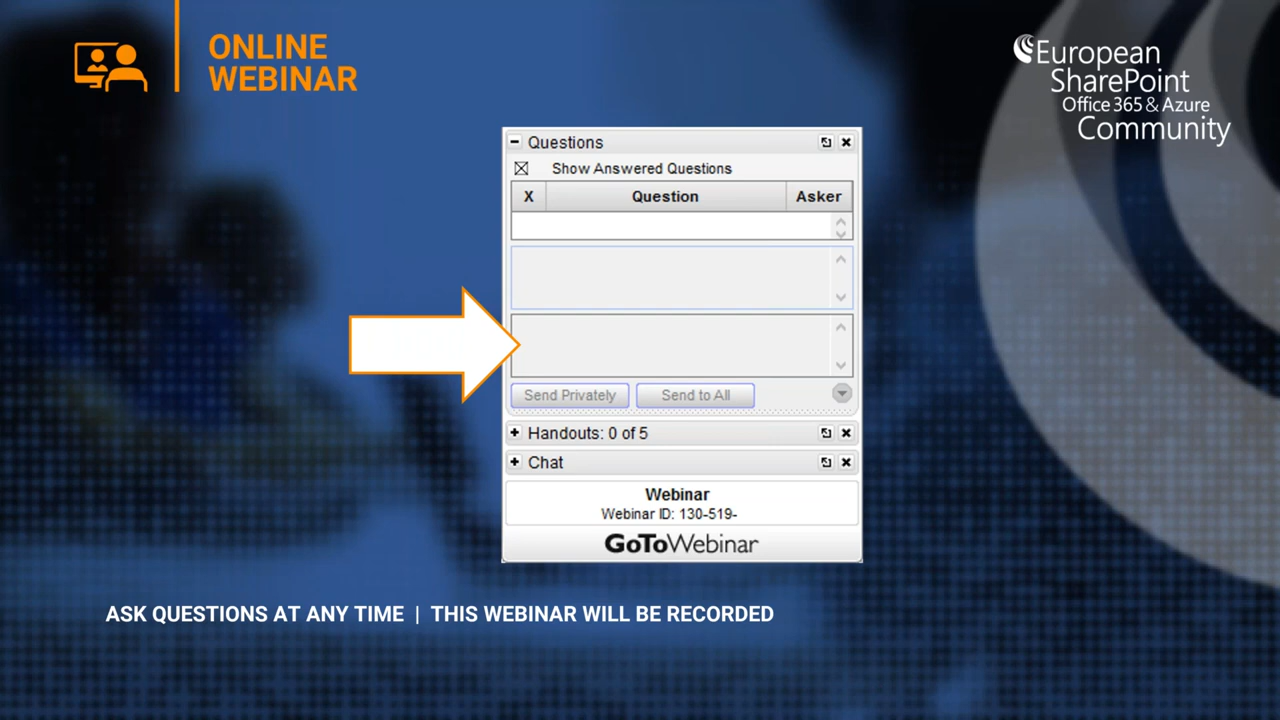 ONLINE
WEBINAR
European
SharePoint
Office 365 & Azure
Community
Questions
Show Answered Questions
X Question Asker
Send Privately Send to All
Handouts: 0 of 5
Chat
Webinar
Webinar ID: 130-519-
GoToWebinar
ASK QUESTIONS AT ANY TIME | THIS WEBINAR WILL BE RECORDED